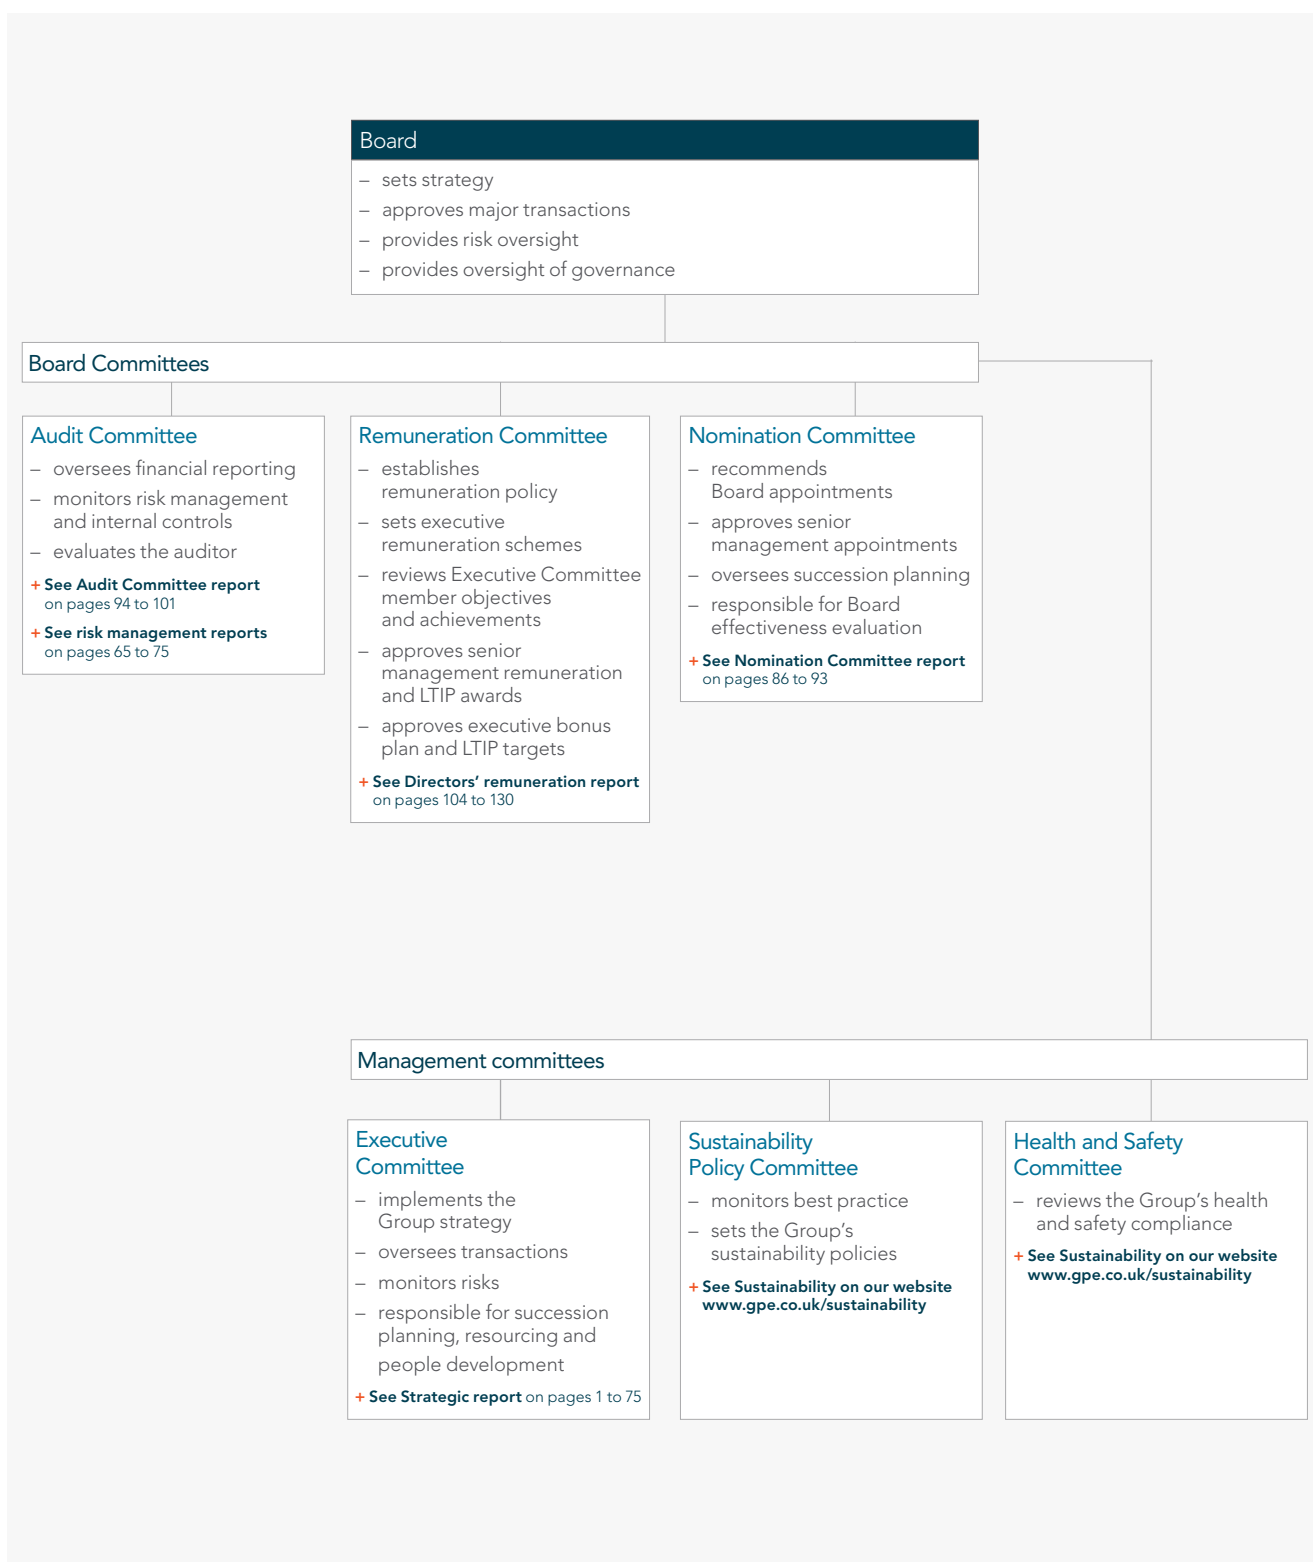 Board
– sets strategy
– approves major transactions
– provides risk oversight
– provides oversight of governance
Board Committees
Audit Committee
– oversees financial reporting
– monitors risk management
and internal controls
– evaluates the auditor
+ See Audit Committee report
on pages 94 to 101
+ See risk management reports
on pages 65 to 75
Remuneration Committee
– establishes
remuneration policy
– sets executive
remuneration schemes
– reviews Executive Committee
member objectives
and achievements
– approves senior
management remuneration
and LTIP awards
– approves executive bonus
plan and LTIP targets
+ See Directors’ remuneration report
on pages 104 to 130
Nomination Committee
– recommends
Board appointments
– approves senior
management appointments
– oversees succession planning
– responsible for Board
effectiveness evaluation
+ See Nomination Committee report
on pages 86 to 93
Management committees
Executive
Committee
– implements the
Group strategy
– oversees transactions
– monitors risks
– responsible for succession
planning, resourcing and
people development
+ See Strategic report on pages 1 to 75
Sustainability
Policy Committee
– monitors best practice
– sets the Group’s
sustainability policies
+ See Sustainability on our website
www.gpe.co.uk/sustainability
Health and Safety
Committee
– reviews the Group’s health
and safety compliance
+ See Sustainability on our website
www.gpe.co.uk/sustainability